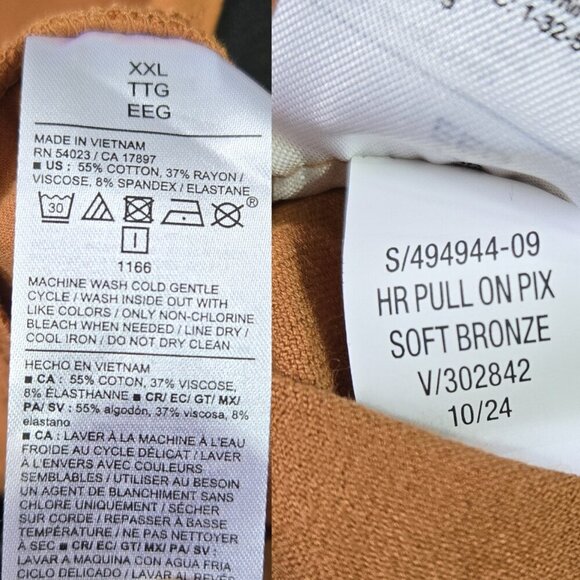 XXL
TTG
EEG
MADE IN VIETNAM
RN 54023 / CA 17897
■ US : 55% COTTON, 37% RAYON /
VISCOSE, 8% SPANDEX / ELASTANE
30
®
I
1166
MACHINE WASH COLD GENTLE
CYCLE / WASH INSIDE OUT WITH
LIKE COLORS / ONLY NON-CHLORINE
BLEACH WHEN NEEDED / LINE DRY /
COOL IRON / DO NOT DRY CLEAN
HECHO EN VIETNAM
■ CA : 55% COTON, 37% VISCOSE,
8% ÉLASTHANNE ■ CR/ EC/ GT/ MX/
PA/ SV : 55% algodón, 37% viscosa, 8%
elastano
■ CA : LAVER À LA MACHINE À L'EAU
FROIDE AU CYCLE DÉLICAT / LAVER
À L'ENVERS AVEC COULEURS
SEMBLABLES / UTILISER AU BESOIN
UN AGENT DE BLANCHIMENT SANS
CHLORE UNIQUEMENT / SÉCHER
SUR CORDE / REPASSER À BASSE
TEMPÉRATURE / NE PAS NETTOYER
À SEC ■ CR/ EC/ GT/ MX/ PA/ SV :
LAVAR A MAQUINA CON AGUA FRIA
CICLO DELICADO / LAVAR AL REVÉS
1-32-
S/494944-09
HR PULL ON PIX
SOFT BRONZE
V/302842
10/24